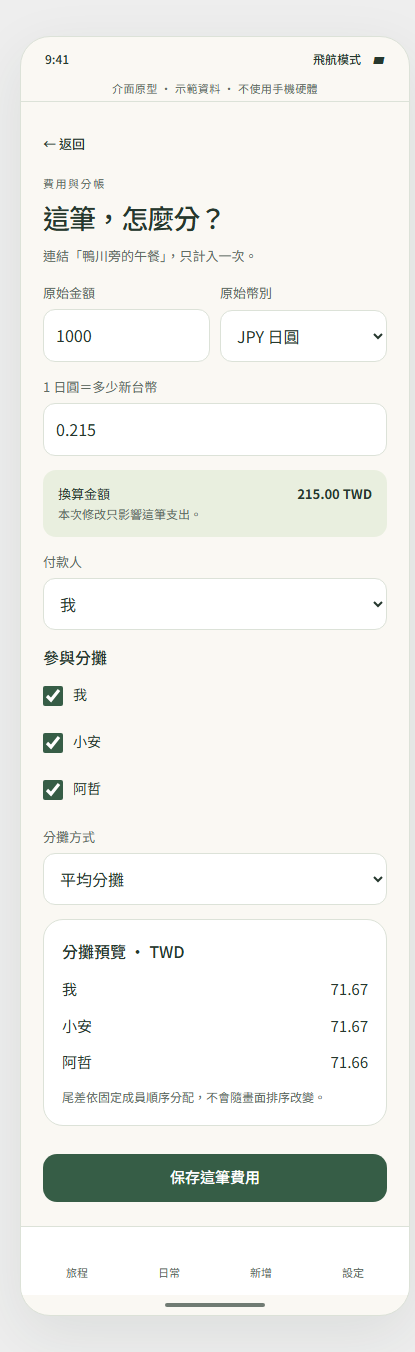 9:41 飛航模式
介面原型 · 示範資料 · 不使用手機硬體
← 返回
費用與分帳
這筆，怎麼分？
連結「鴨川旁的午餐」，只計入一次。
原始金額 原始幣別
1000 JPY 日圓
1 日圓＝多少新台幣
0.215
換算金額 215.00 TWD
本次修改只影響這筆支出。
付款人
我
參與分攤
我
小安
阿哲
分攤方式
平均分攤
分攤預覽 · TWD
我 71.67
小安 71.67
阿哲 71.66
尾差依固定成員順序分配，不會隨畫面排序改變。
保存這筆費用
旅程 日常 新增 設定